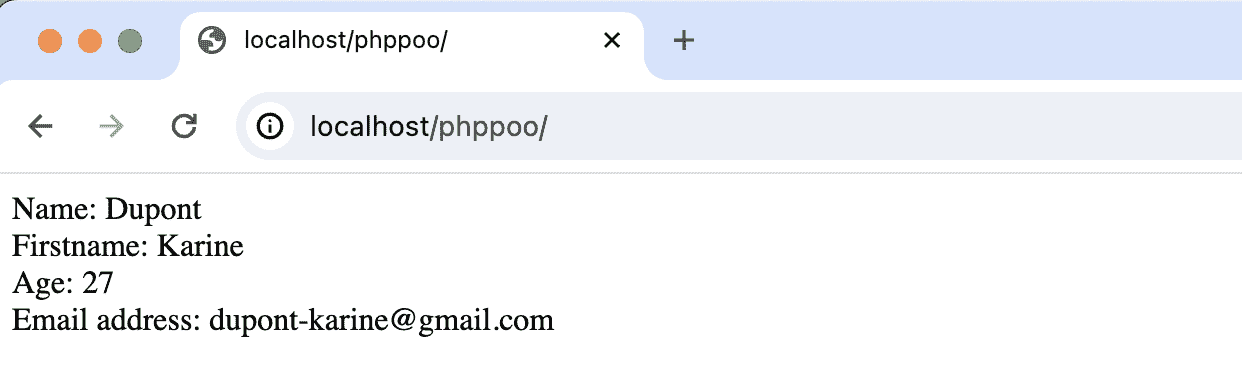 localhost/phppoo/
localhost/phppoo/
Name: Dupont
Firstname: Karine
Age: 27
Email address: dupont-karine@gmail.com